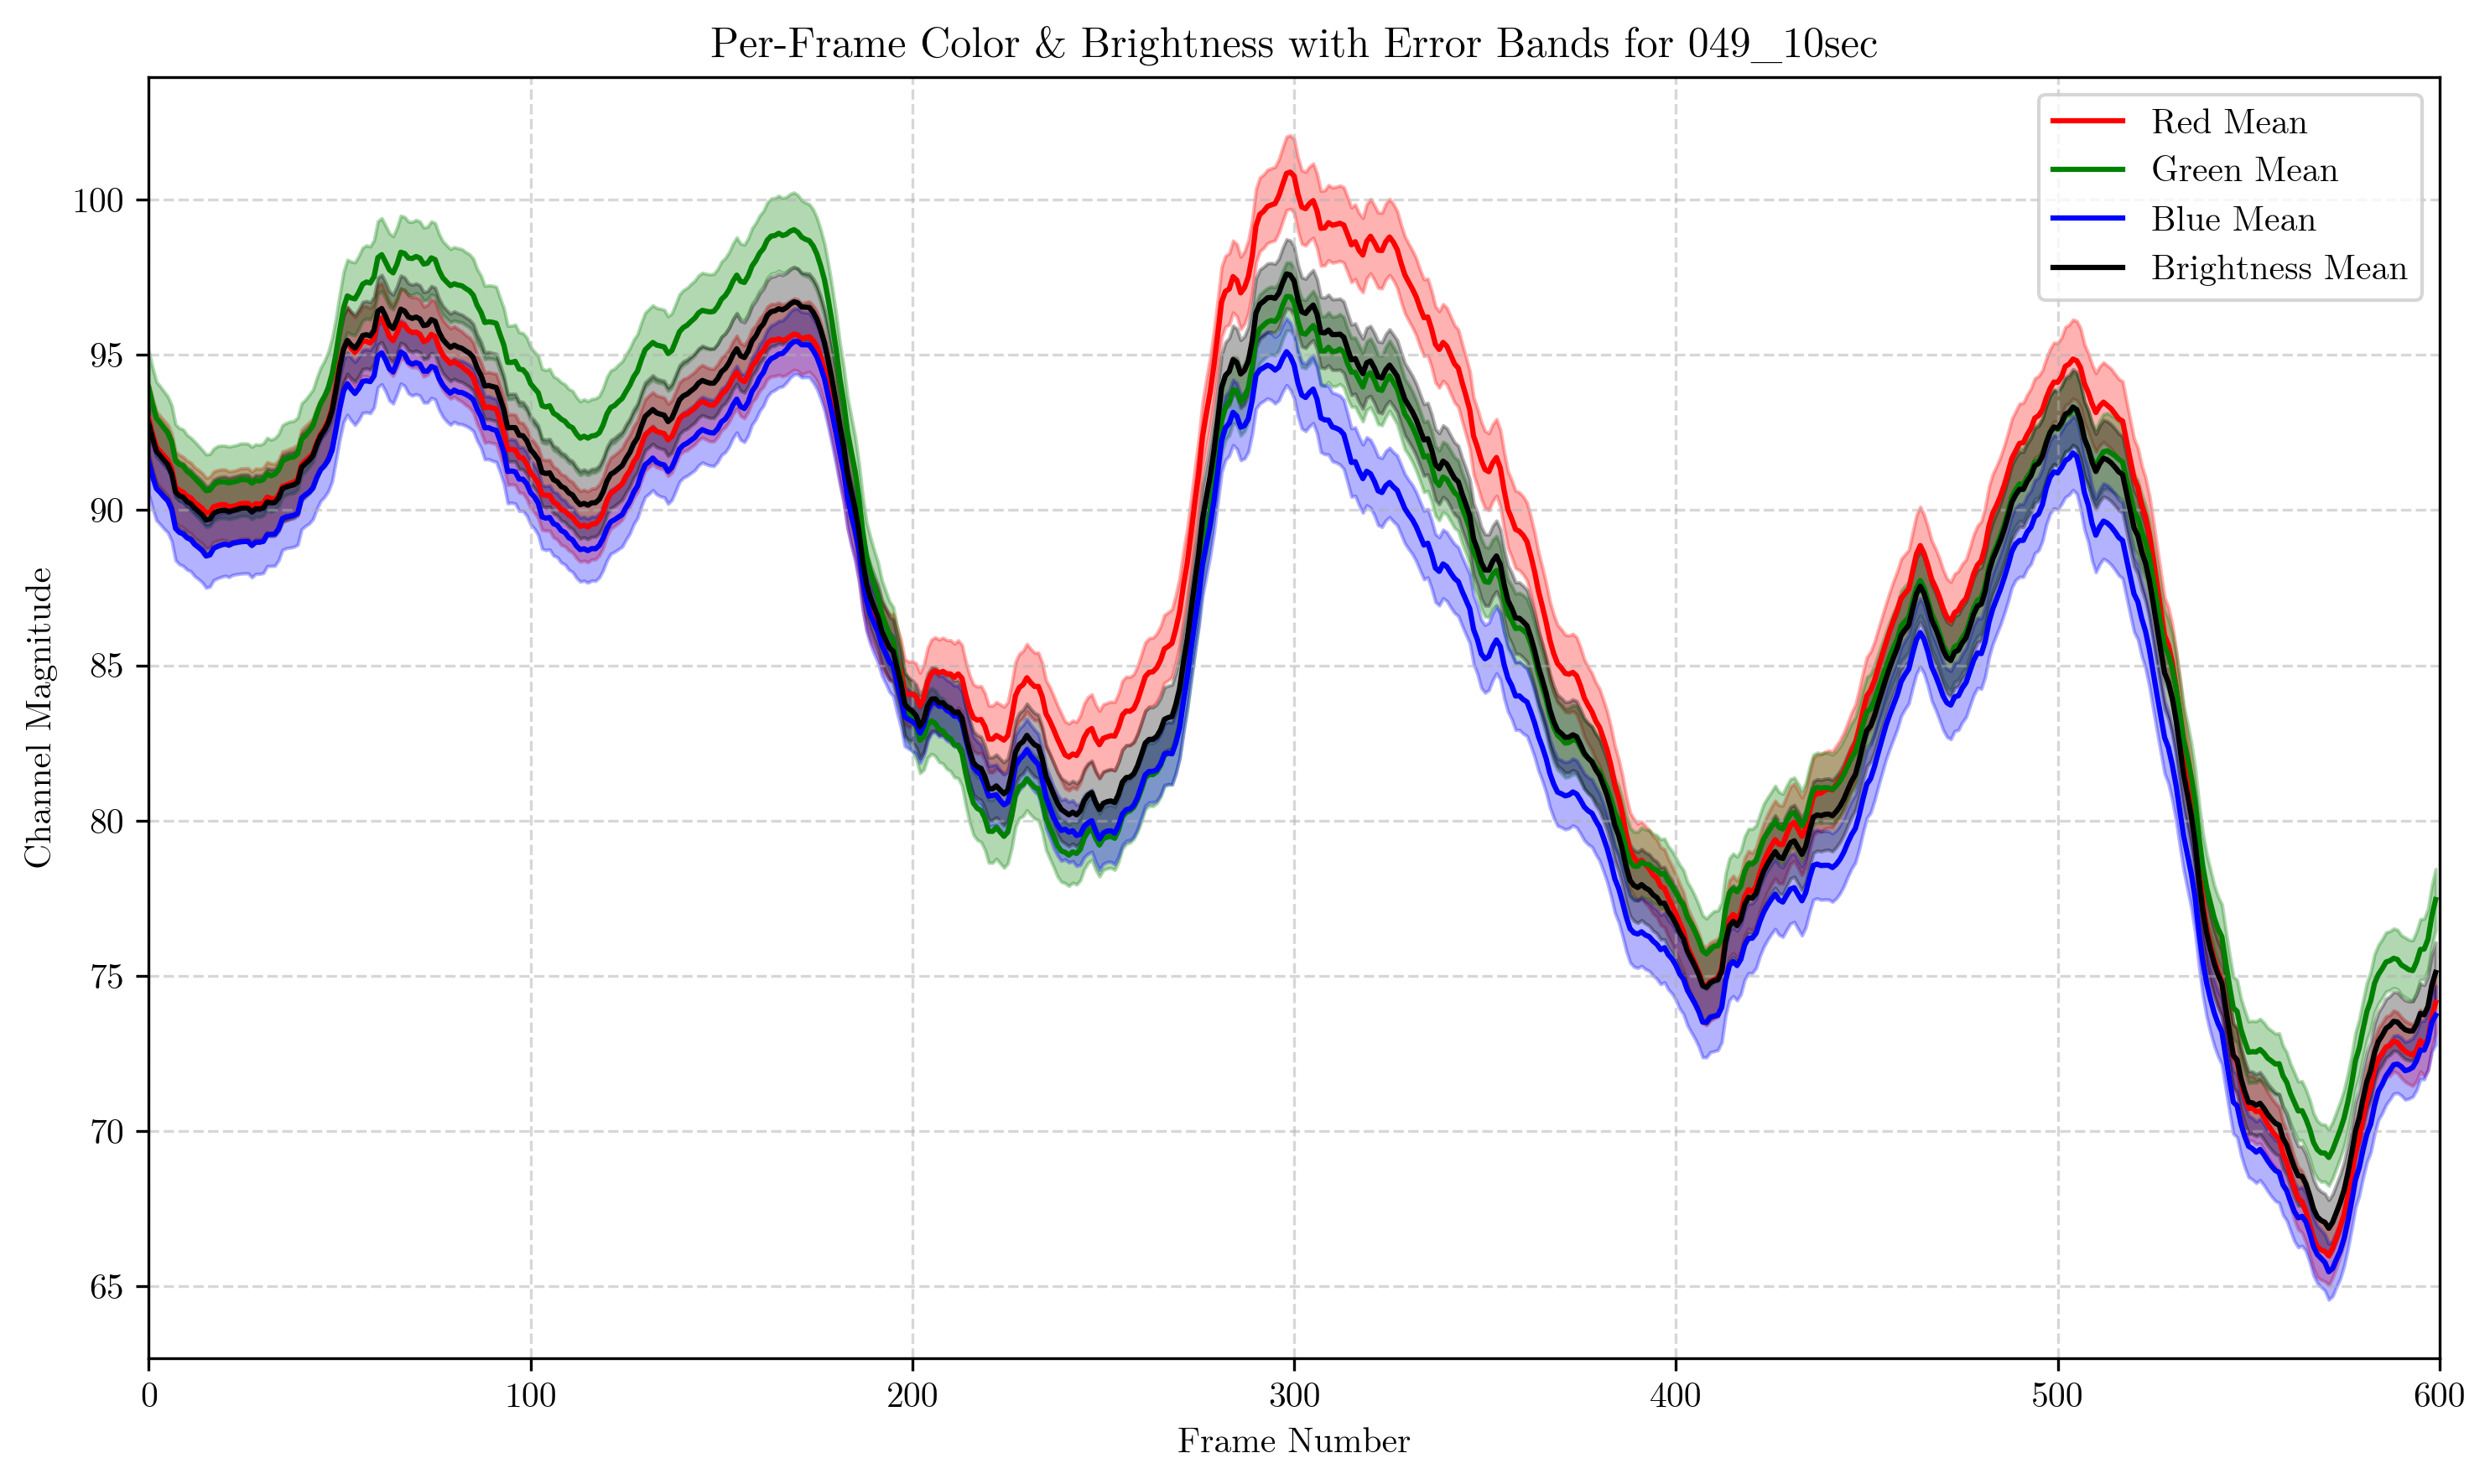 Per-Frame Color & Brightness with Error Bands for 049_10sec
Red Mean
Green Mean
Blue Mean
Brightness Mean
Channel Magnitude
100
95
90
85
80
75
70
65
0 100 200 300 400 500 600
Frame Number